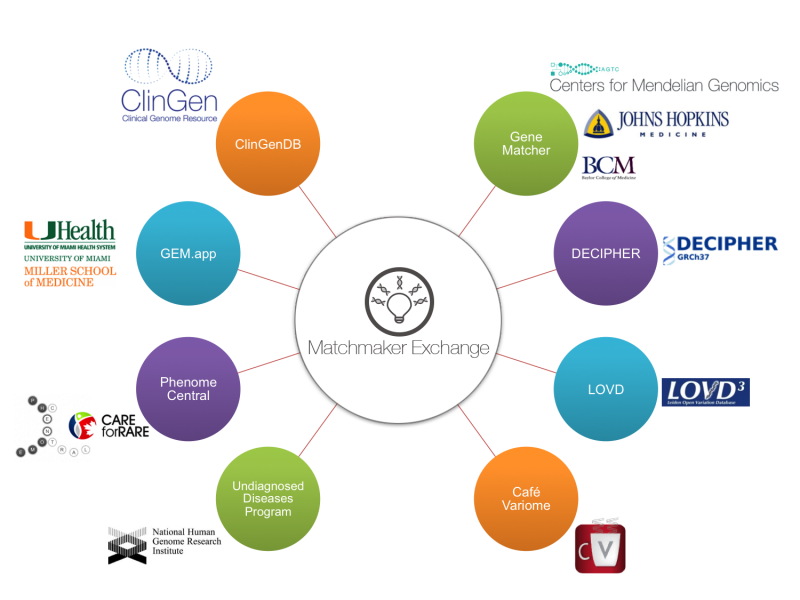 ClinGen
Clinical Genome Resource
ClinGenDB
IAGTC
Centers for Mendelian Genomics
JOHNS HOPKINS
MEDICINE
BCM
Baylor College of Medicine
Gene
Matcher
UHealth
UNIVERSITY OF MIAMI HEALTH SYSTEM
UNIVERSITY OF MIAMI
MILLER SCHOOL
of MEDICINE
GEM.app
DECIPHER
DECIPHER
GRCh37
Matchmaker Exchange
Phenome
Central
PHENOME
CENTRAL
CARE
forRARE
LOVD
LOVD³
Leiden Open Variation Database
Undiagnosed
Diseases
Program
National Human
Genome Research
Institute
Café
Variome
C V